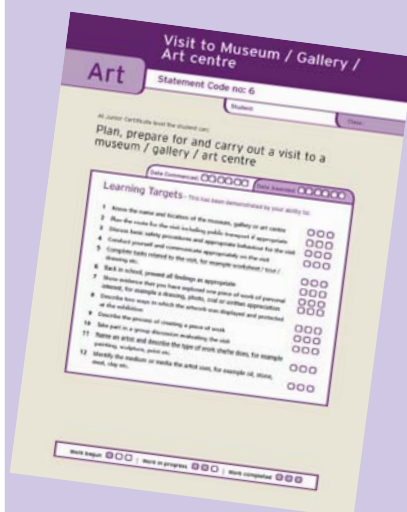 Visit to Museum / Gallery /
Art centre
Art
Statement Code no: 6
Student:
Class:
At Junior Certificate level the student can:
Plan, prepare for and carry out a visit to a
museum / gallery / art centre
Date Commenced:
Date Awarded:
Learning Targets - This has been demonstrated by your ability to:
1 Know the name and location of the museum, gallery or art centre
2 Plan the route for the visit including public transport if appropriate
3 Discuss basic safety procedures and appropriate behaviour for the visit
4 Conduct yourself and communicate appropriately on the visit
5 Complete tasks related to the visit, for example worksheet / test /
drawing etc.
6 Back in school, present all findings as appropriate
7 Show evidence that you have explored one piece of work of personal
interest, for example a drawing, photo, oral or written appreciation
8 Describe two ways in which the artwork was displayed and protected
at the exhibition
9 Describe the process of creating a piece of work
10 Take part in a group discussion evaluating the visit
11 Name an artist and describe the type of work she/he does, for example
painting, sculpture, print etc.
12 Identify the medium or media the artist uses, for example oil, stone,
clay etc.
Work begun
Work in progress
Work completed